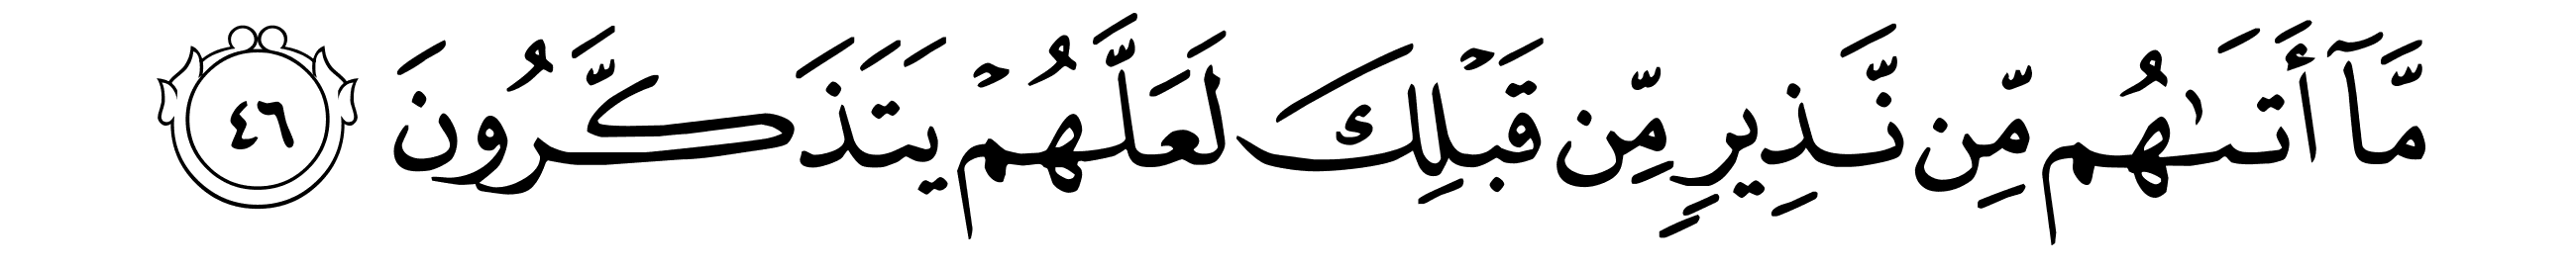 مَّآ أَتَىٰهُم مِّن نَّذِيرٍ مِّن قَبْلِكَ لَعَلَّهُمْ يَتَذَكَّرُونَ ٤٦